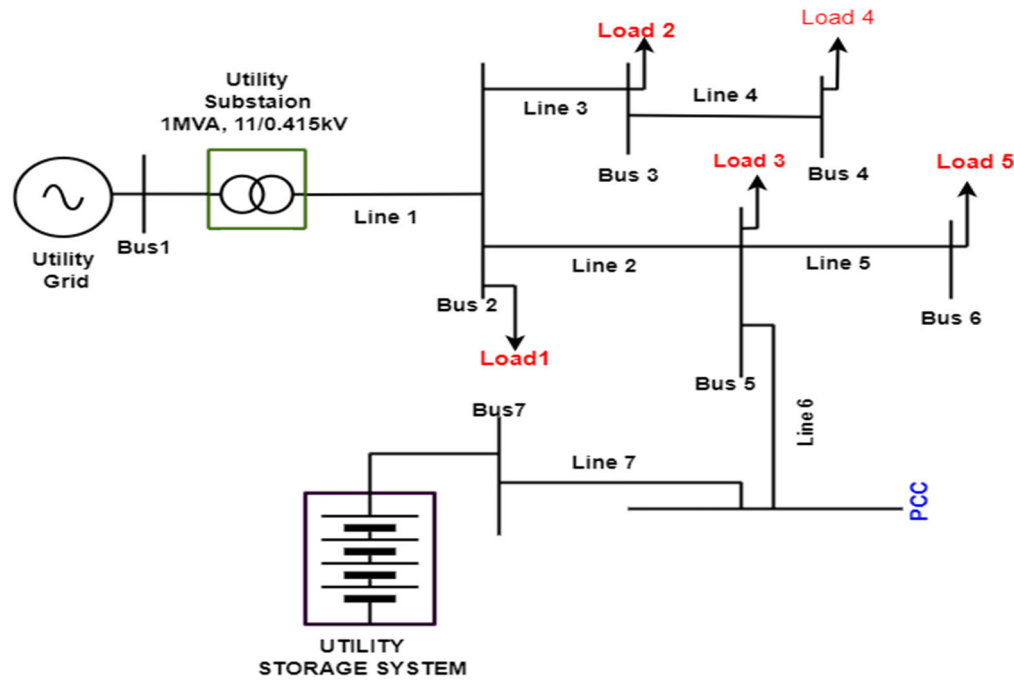 Load 2
Load 4
Utility
Substaion
1MVA, 11/0.415kV
Line 3
Line 4
Load 3
Load 5
Bus 3
Bus 4
Bus1
Line 1
Utility
Grid
Line 2
Line 5
Bus 2
Bus 6
Load1
Bus 5
Bus7
Line 6
Line 7
PCC
UTILITY
STORAGE SYSTEM